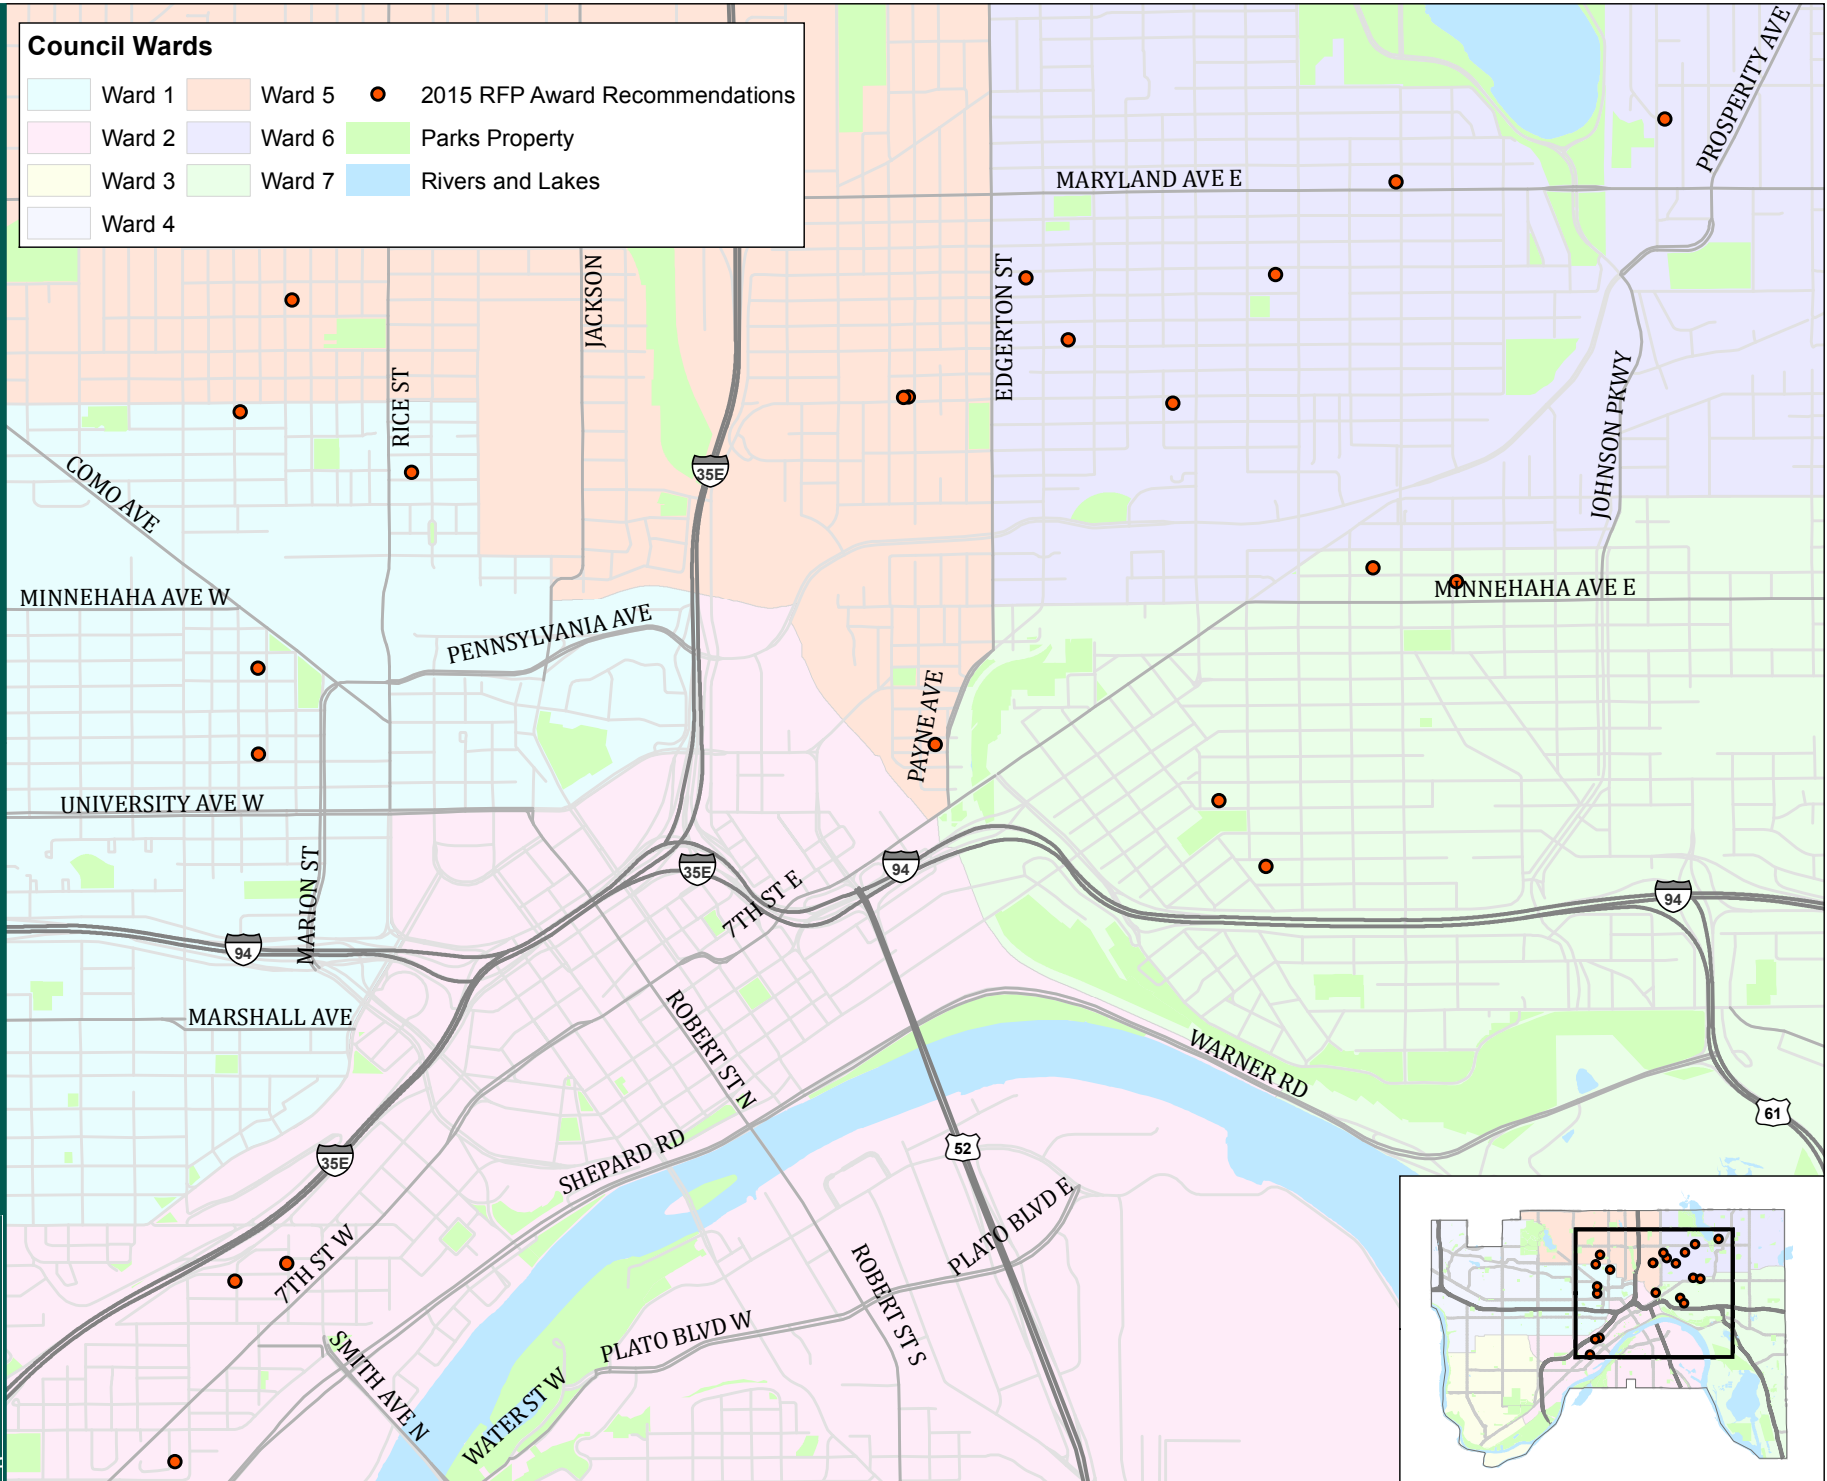 Council Wards
Ward 1
Ward 5
2015 RFP Award Recommendations
Ward 2
Ward 6
Parks Property
Ward 3
Ward 7
Rivers and Lakes
Ward 4
PROSPERITY AVE
MARYLAND AVE E
JACKSON
EDGERTON ST
RICE ST
JOHNSON PKWY
35E
COMO AVE
MINNEHAHA AVE W
MINNEHAHA AVE E
PENNSYLVANIA AVE
PAYNE AVE
UNIVERSITY AVE W
MARION ST
35E
94
7TH ST E
94
94
MARSHALL AVE
ROBERT ST N
WARNER RD
61
35E
SHEPARD RD
52
7TH ST W
PLATO BLVD E
ROBERT ST S
PLATO BLVD W
SMITH AVE N
WATER ST W